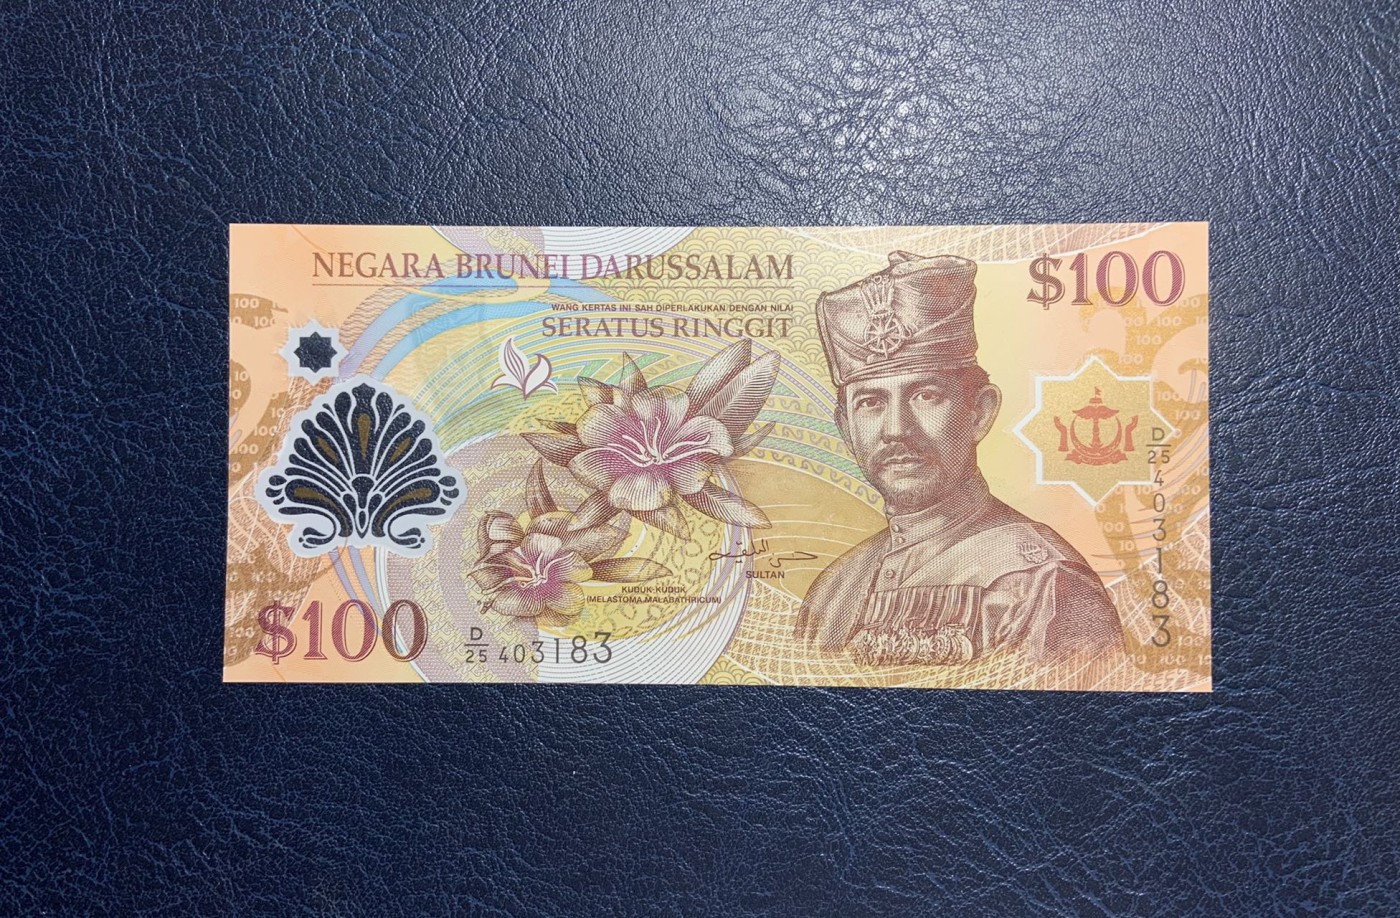 NEGARA BRUNEI DARUSSALAM
$100
WANG KERTAS INI SAH DIPERLAKUKAN DENGAN NILAI
SERATUS RINGGIT
SULTAN
KUDUK-KUDUK
(MELASTOMA MALABATHRICUM)
$100
D/25 403183
D/25 403183